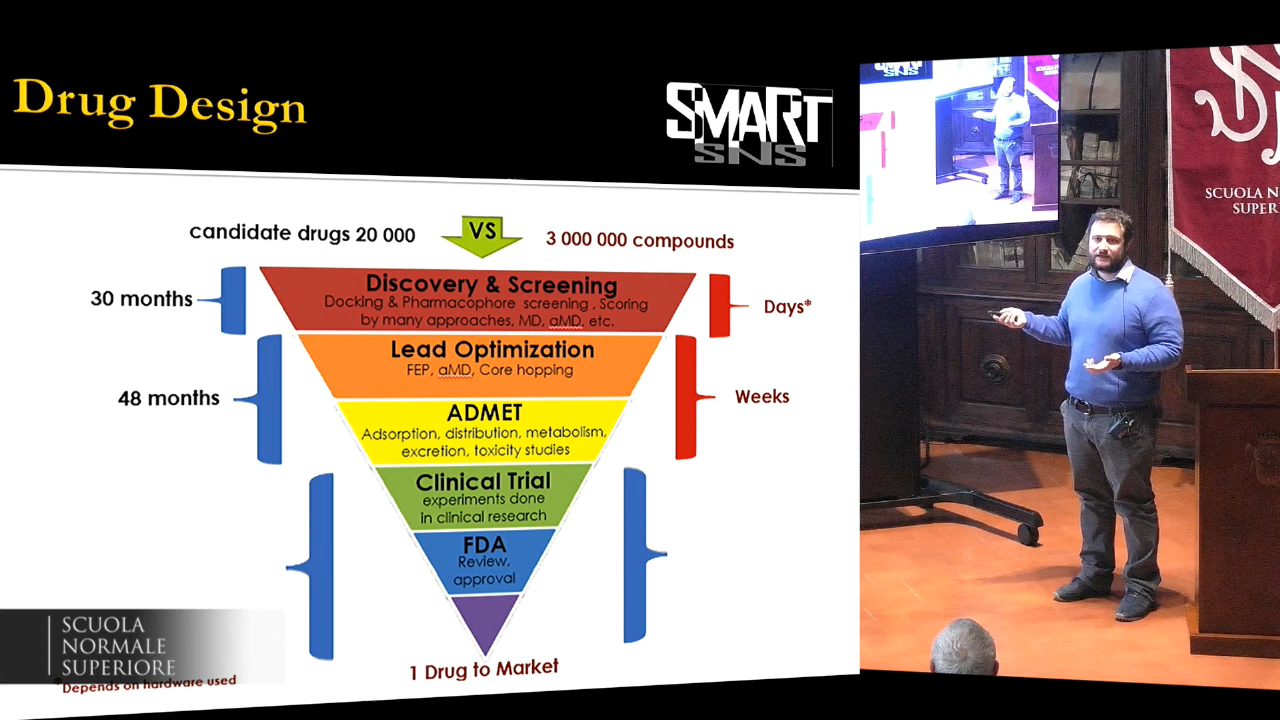 Drug Design
SMART
SNS
candidate drugs 20 000
VS
3 000 000 compounds
30 months
Discovery & Screening
Docking & Pharmacophore screening , Scoring
by many approaches, MD, aMD, etc.
Days*
48 months
Lead Optimization
FEP, aMD, Core hopping
Weeks
ADMET
Adsorption, distribution, metabolism,
excretion, toxicity studies
Clinical Trial
experiments done
in clinical research
FDA
Review,
approval
1 Drug to Market
SCUOLA
NORMALE
SUPERIORE
*Depends on hardware used
SNS
SCUOLA